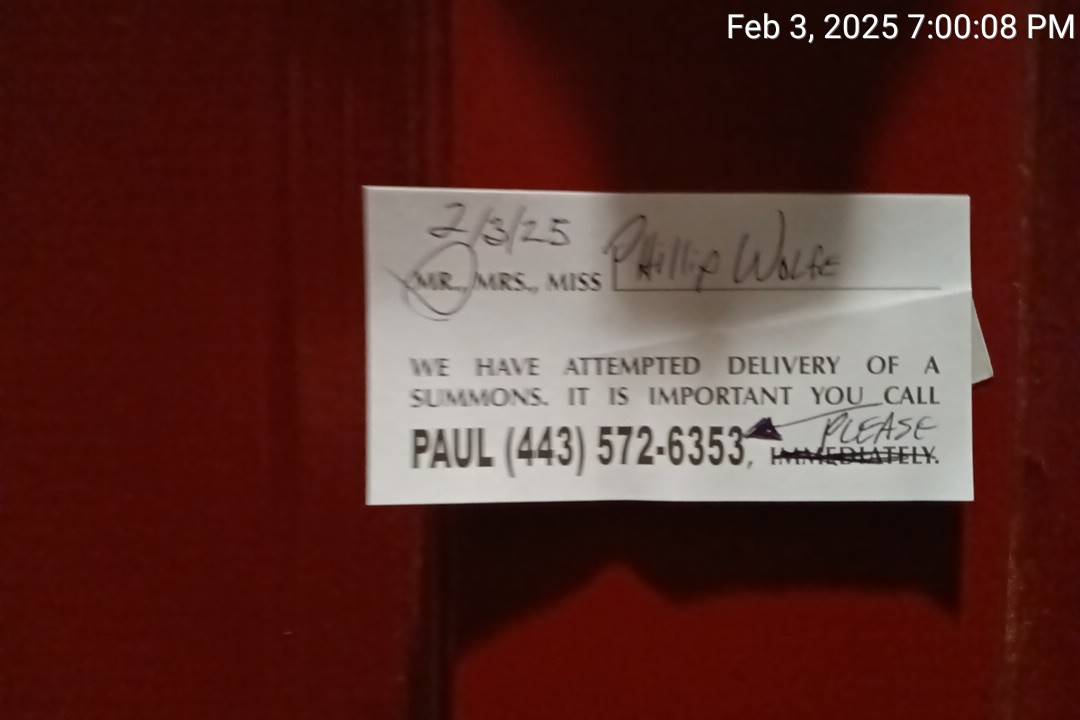 Feb 3, 2025 7:00:08 PM
2/3/25
MR., MRS., MISS Phillip Wolfe
WE HAVE ATTEMPTED DELIVERY OF A
SUMMONS. IT IS IMPORTANT YOU CALL
PLEASE
PAUL (443) 572-6353, IMMEDIATELY.